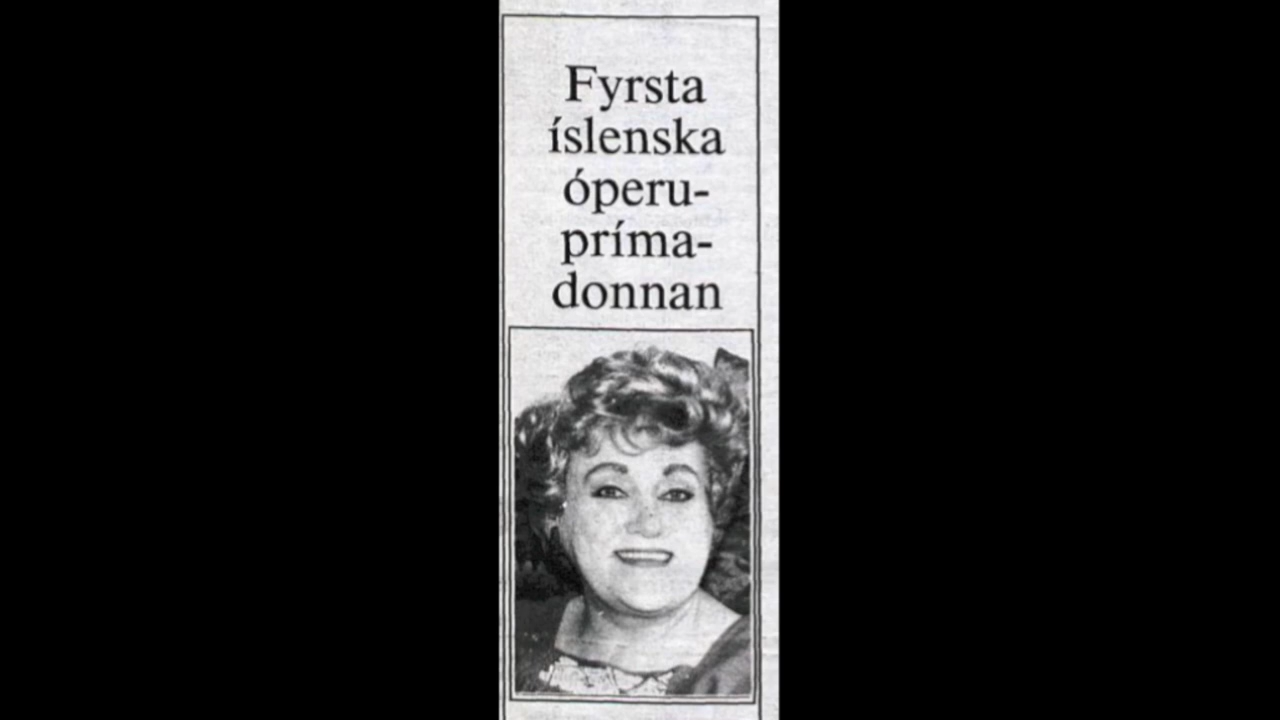 Fyrsta
íslenska
óperu-
príma-
donnan